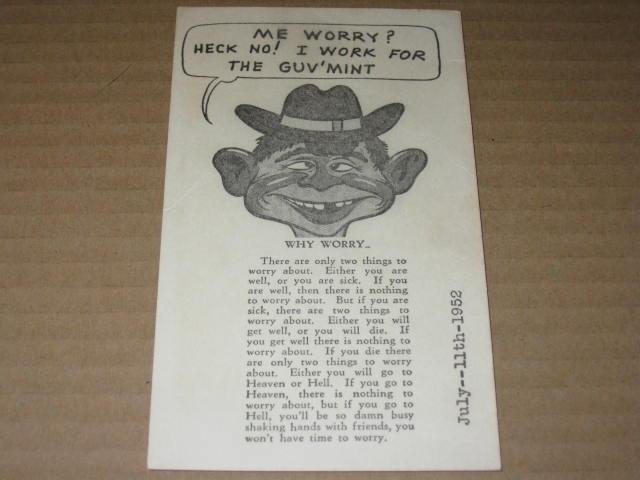 ME WORRY?
HECK NO! I WORK FOR
THE GUV'MINT
WHY WORRY_
There are only two things to
worry about. Either you are
well, or you are sick. If you
are well, then there is nothing
to worry about. But if you are
sick, there are two things to
worry about. Either you will
get well, or you will die. If
you get well there is nothing to
worry about. If you die there
are only two things to worry
about. Either you will go to
Heaven or Hell. If you go to
Heaven, there is nothing to
worry about, but if you go to
Hell, you'll be so damn busy
shaking hands with friends, you
won't have time to worry.
July--11th-1952